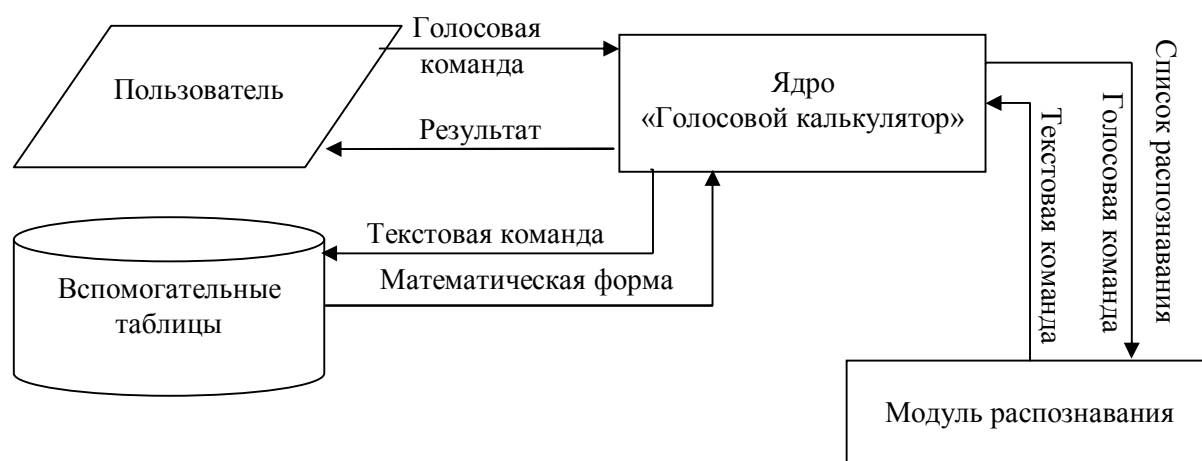 Голосовая
команда
Пользователь
Результат
Ядро
«Голосовой калькулятор»
Список распознавания
Голосовая команда
Текстовая команда
Текстовая команда
Математическая форма
Вспомогательные
таблицы
Модуль распознавания